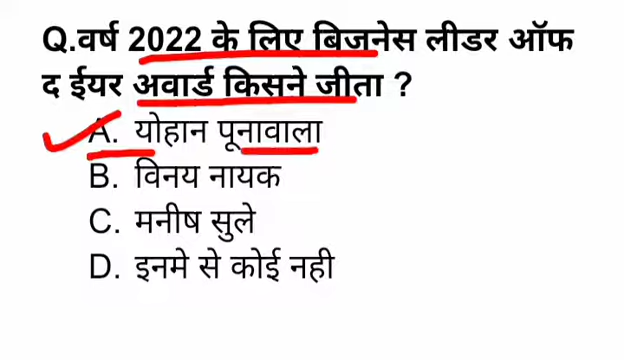 Q.वर्ष 2022 के लिए बिजनेस लीडर ऑफ
द ईयर अवार्ड किसने जीता ?
A. योहान पूनावाला
B. विनय नायक
C. मनीष सुले
D. इनमे से कोई नही